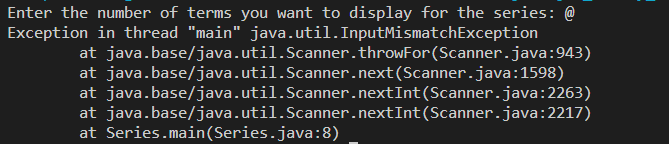 Enter the number of terms you want to display for the series: @
Exception in thread "main" java.util.InputMismatchException
at java.base/java.util.Scanner.throwFor(Scanner.java:943)
at java.base/java.util.Scanner.next(Scanner.java:1598)
at java.base/java.util.Scanner.nextInt(Scanner.java:2263)
at java.base/java.util.Scanner.nextInt(Scanner.java:2217)
at Series.main(Series.java:8)